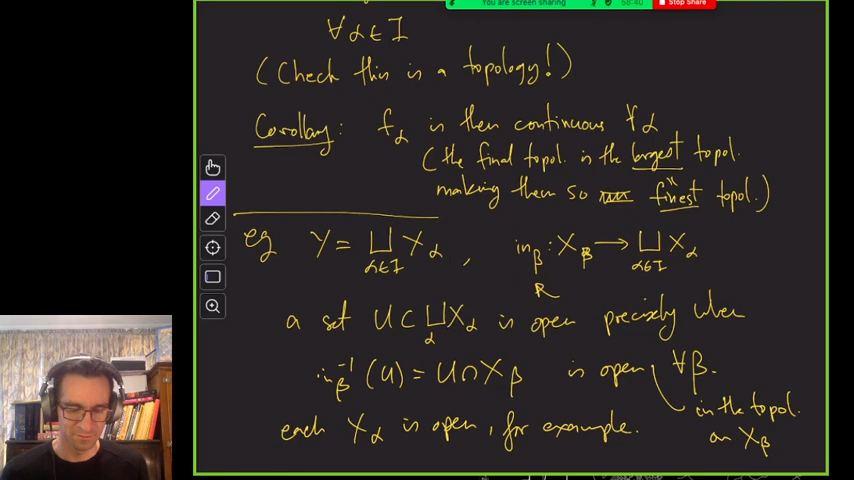 You are screen sharing 58:40 Stop Share
∀ α ∈ I
(Check this is a topology!)
Corollary: f_α is then continuous ∀α
(the final topol. is the largest topol.
making them so finest topol.)
eg Y = ⊔_{α∈I} X_α , in_β : X_β → ⊔_{α∈I} X_α
a set U ⊂ ⊔_α X_α is open precisely when
in_β^{-1}(U) = U ∩ X_β is open ∀β.
in the topol.
on X_β
each X_α is open, for example.